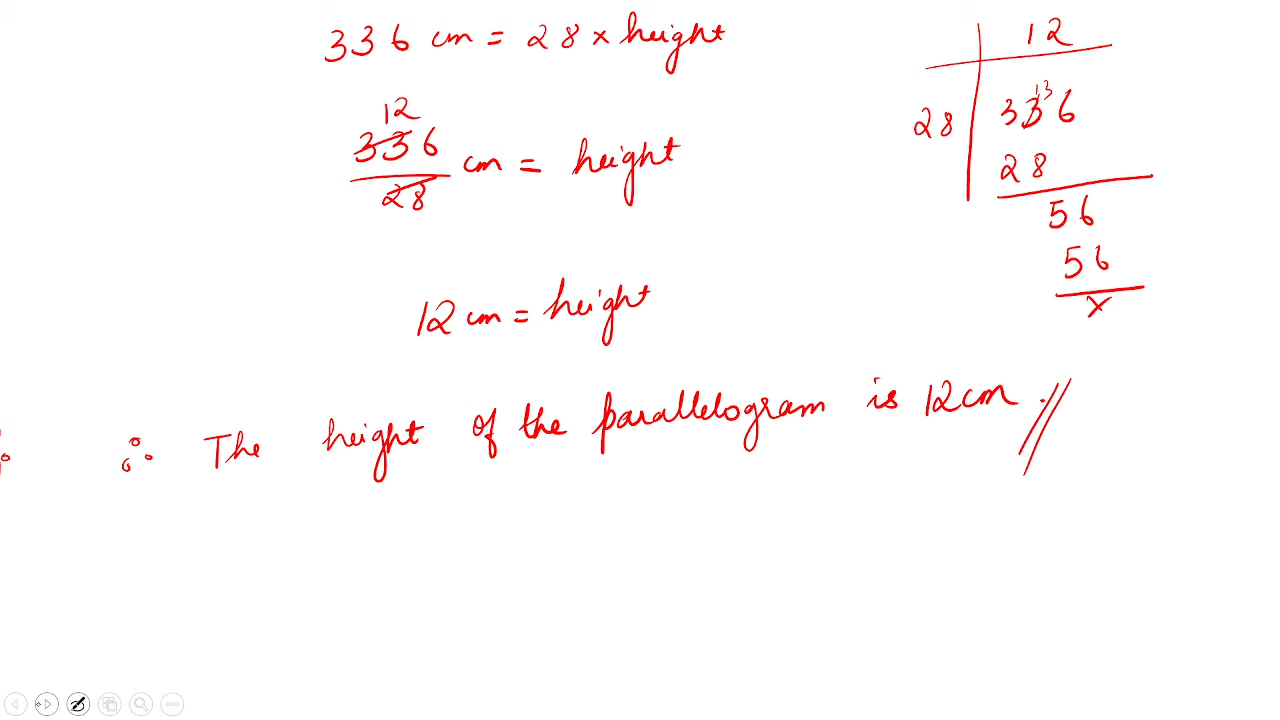 336 cm = 28 × height
12
336
28
cm = height
12 cm = height
∴ The height of the parallelogram is 12cm. //
12
13
28
336
28
56
56
×